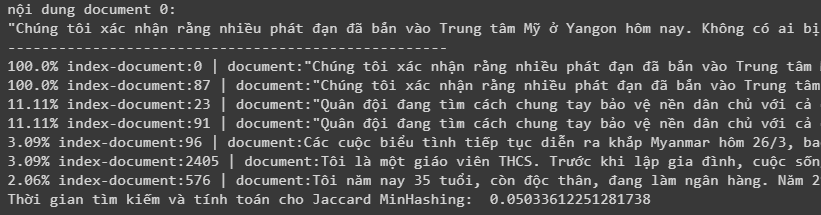 nội dung document 0:
"Chúng tôi xác nhận rằng nhiều phát đạn đã bắn vào Trung tâm Mỹ ở Yangon hôm nay. Không có ai bị
----------------------------------------------------
100.0% index-document:0 | document:"Chúng tôi xác nhận rằng nhiều phát đạn đã bắn vào Trung tâm
100.0% index-document:87 | document:"Chúng tôi xác nhận rằng nhiều phát đạn đã bắn vào Trung tâm
11.11% index-document:23 | document:"Quân đội đang tìm cách chung tay bảo vệ nền dân chủ với cả
11.11% index-document:91 | document:"Quân đội đang tìm cách chung tay bảo vệ nền dân chủ với cả
3.09% index-document:96 | document:Các cuộc biểu tình tiếp tục diễn ra khắp Myanmar hôm 26/3, ba
3.09% index-document:2405 | document:Tôi là một giáo viên THCS. Trước khi lập gia đình, cuộc sốn
2.06% index-document:576 | document:Tôi năm nay 35 tuổi, còn độc thân, đang làm ngân hàng. Năm 2
Thời gian tìm kiếm và tính toán cho Jaccard MinHashing:  0.05033612251281738